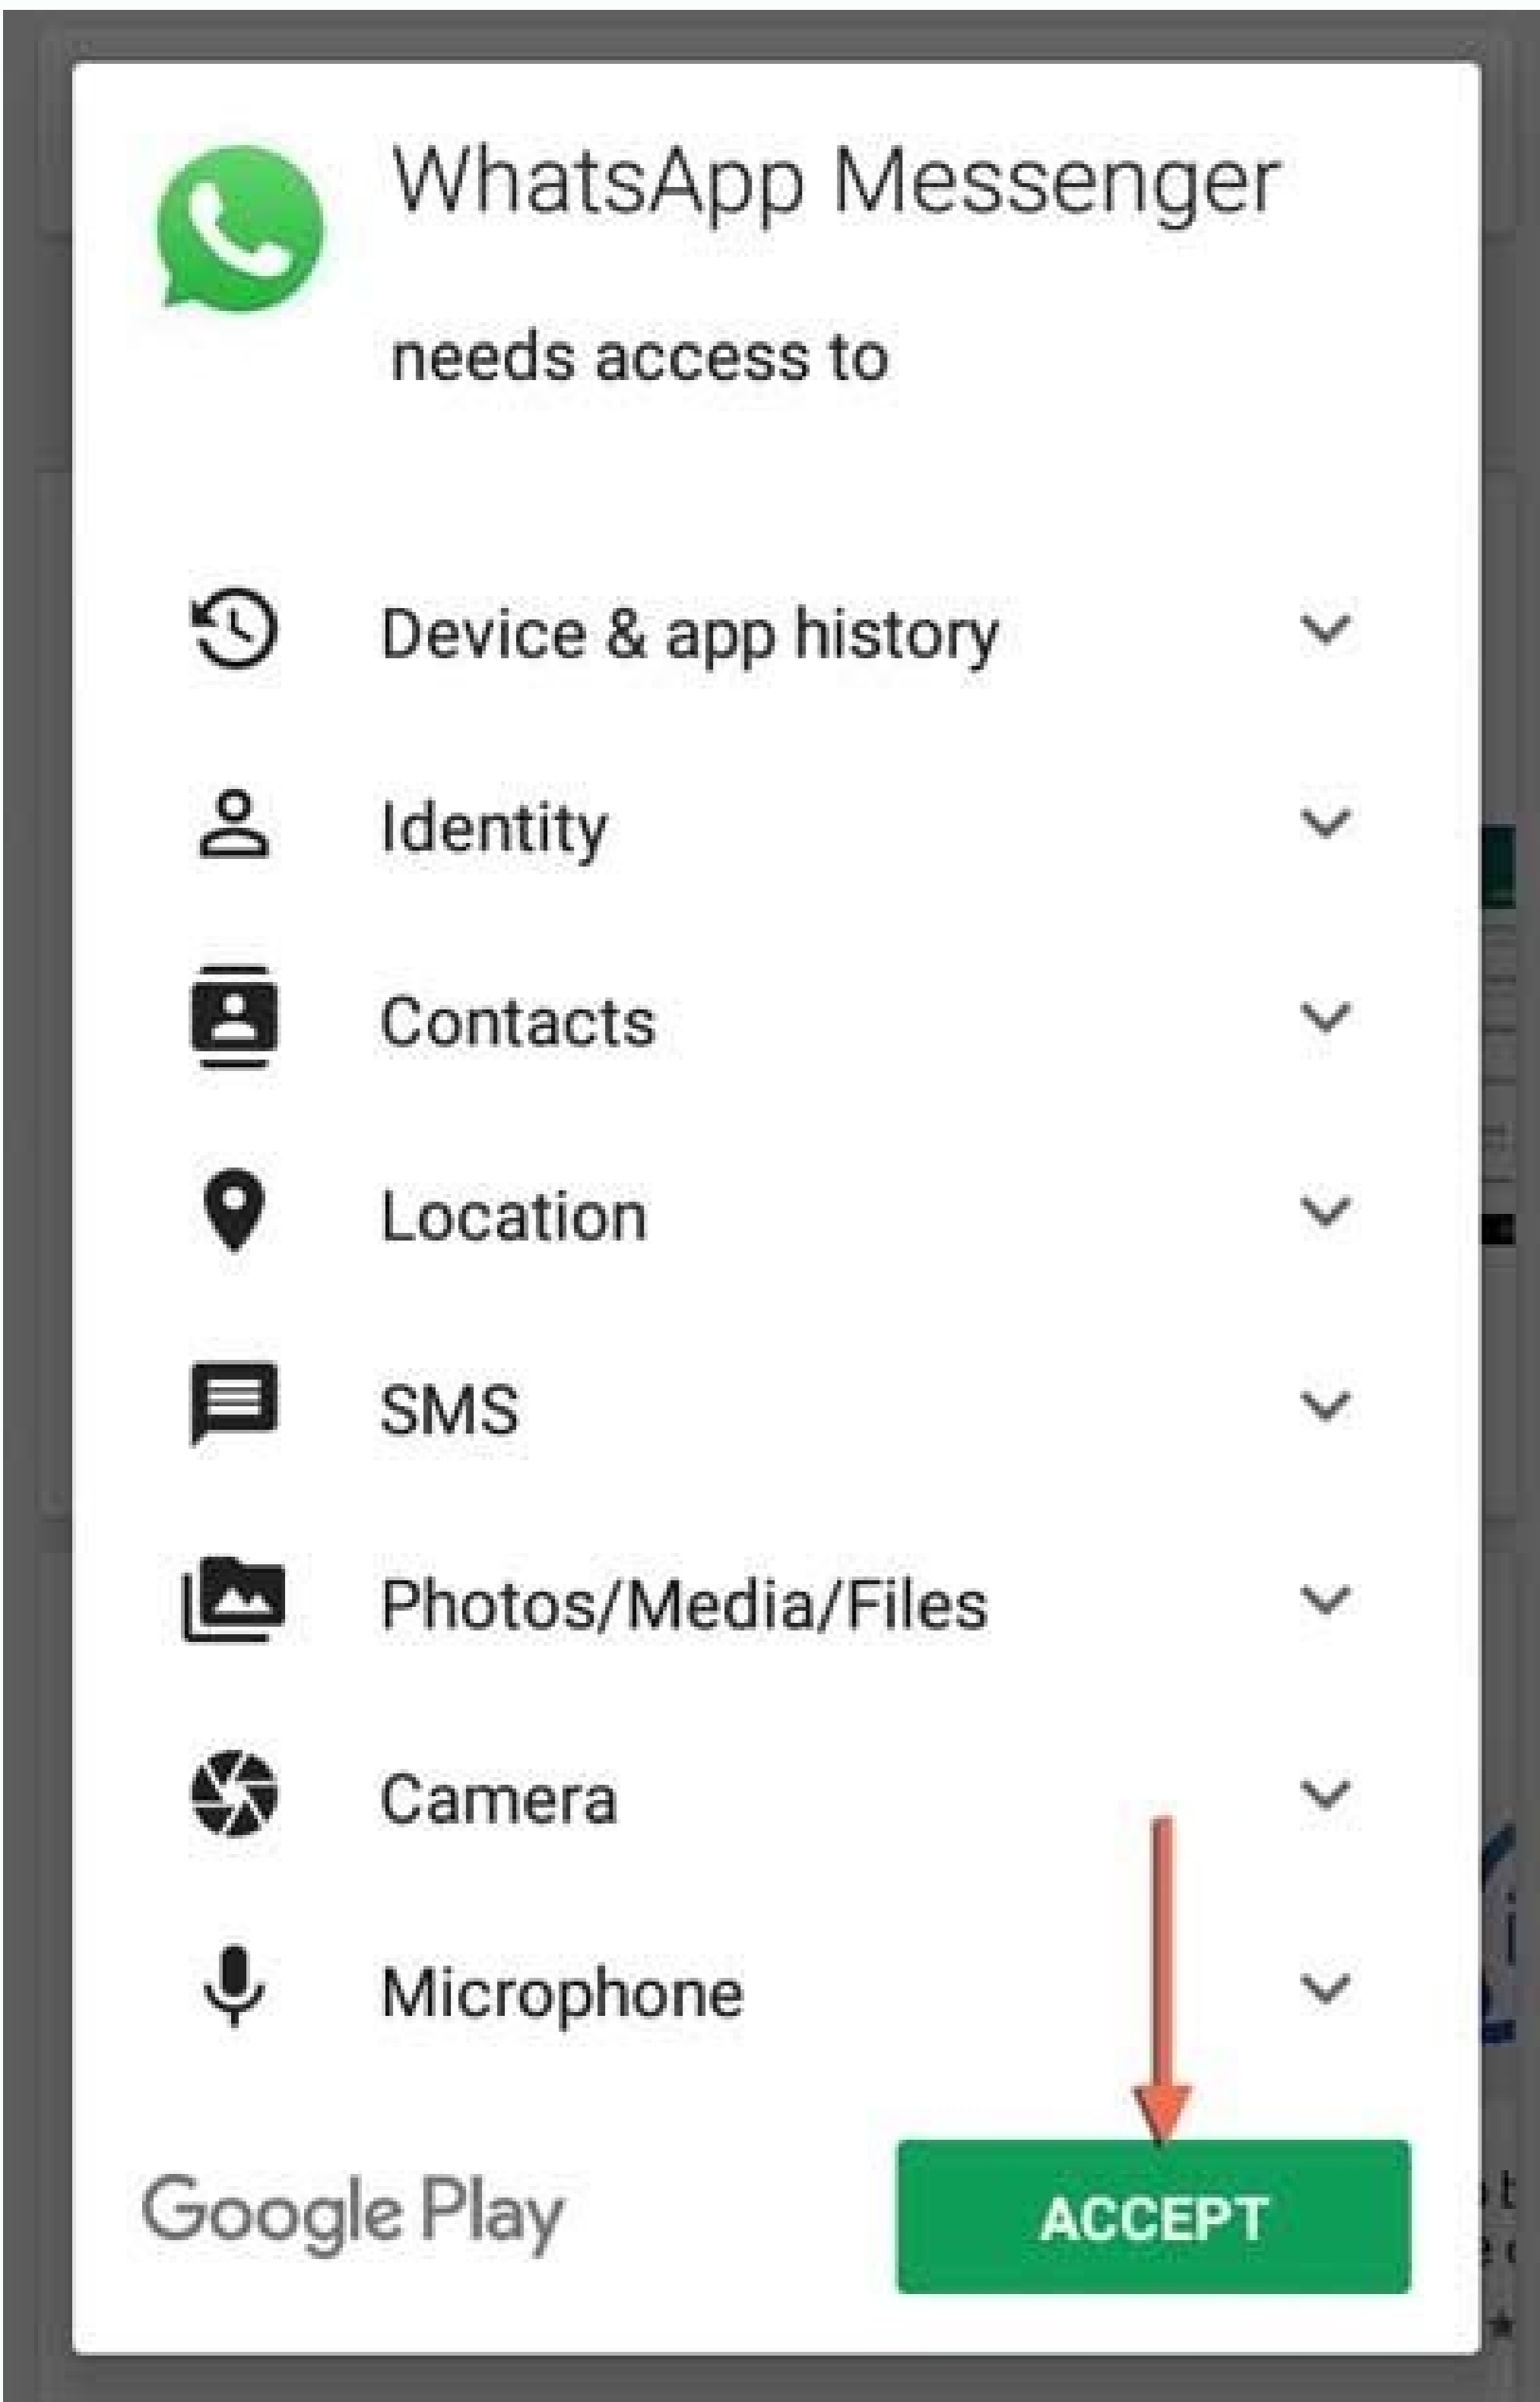 WhatsApp Messenger
needs access to
Device & app history
Identity
Contacts
Location
SMS
Photos/Media/Files
Camera
Microphone
Google Play
ACCEPT